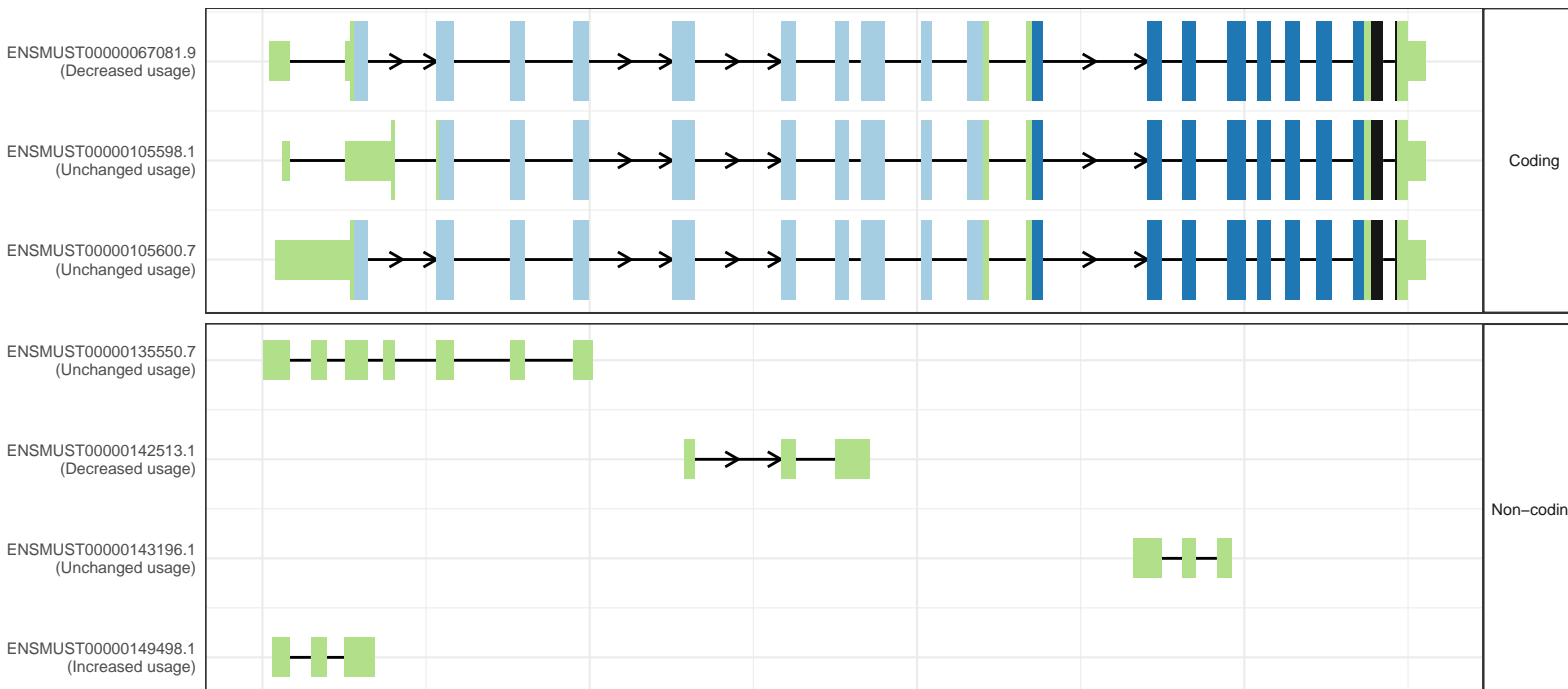 ENSMUST00000067081.9
(Decreased usage)
ENSMUST00000105598.1
(Unchanged usage)
ENSMUST00000105600.7
(Unchanged usage)
Coding
ENSMUST00000135550.7
(Unchanged usage)
ENSMUST00000142513.1
(Decreased usage)
ENSMUST00000143196.1
(Unchanged usage)
ENSMUST00000149498.1
(Increased usage)
Non−codin